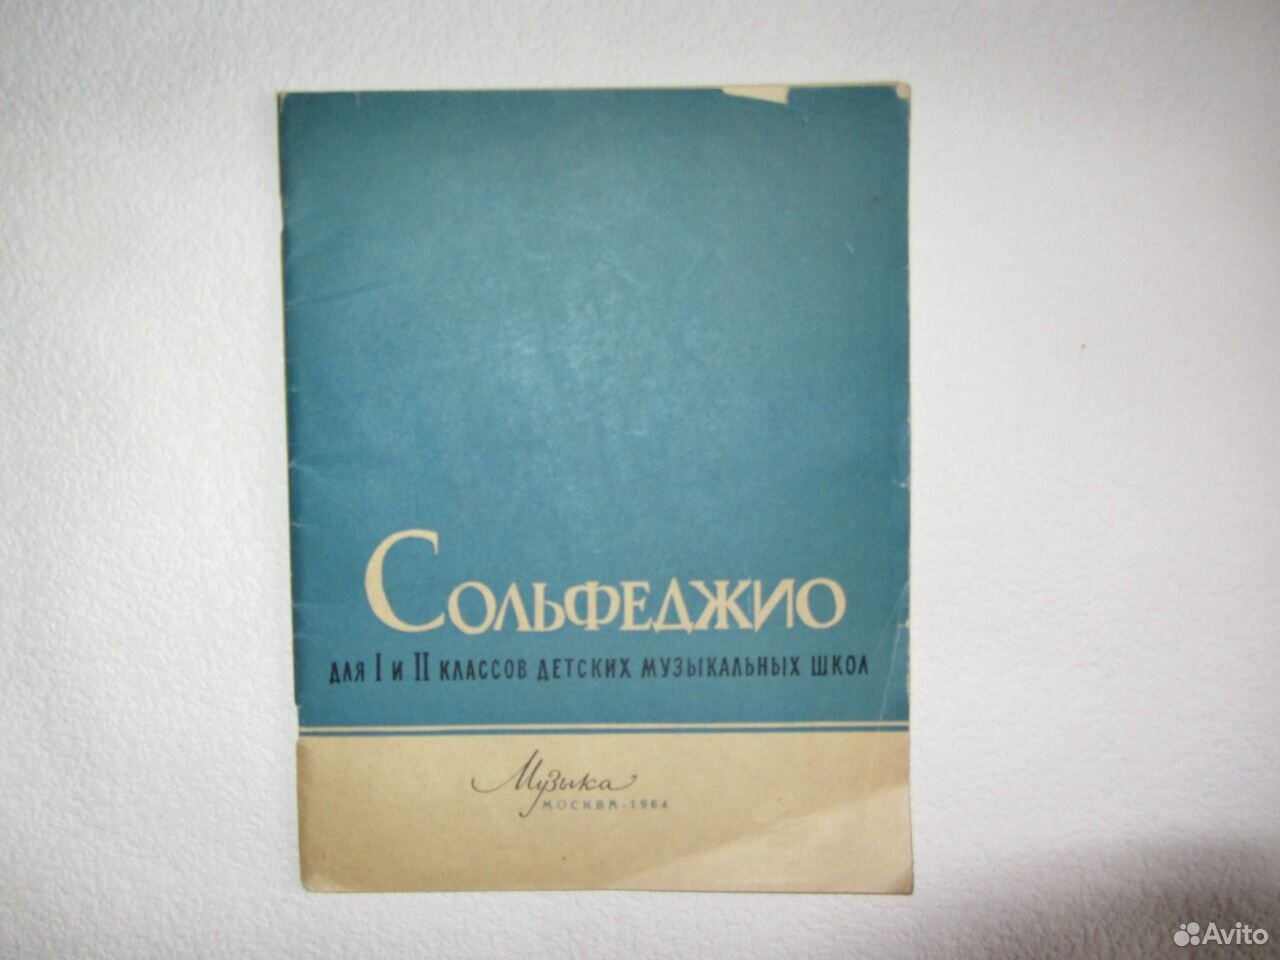 Сольфеджио
для I и II классов детских музыкальных школ
Музыка
МОСКВА - 1964
Avito